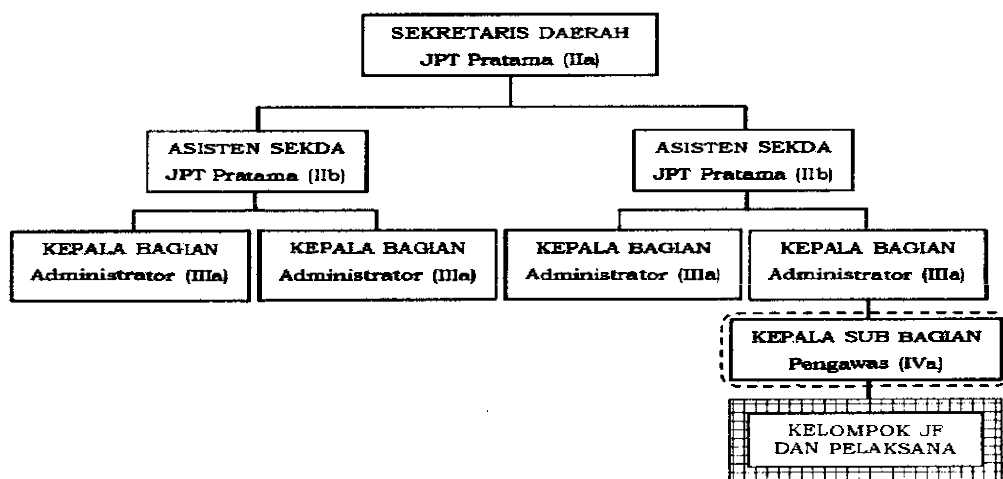 SEKRETARIS DAERAH
JPT Pratama (IIa)
ASISTEN SEKDA
JPT Pratama (IIb)
ASISTEN SEKDA
JPT Pratama (IIb)
KEPALA BAGIAN
Administrator (IIIa)
KEPALA BAGIAN
Administrator (IIIa)
KEPALA BAGIAN
Administrator (IIIa)
KEPALA BAGIAN
Administrator (IIIa)
KEPALA SUB BAGIAN
Pengawas (IVa)
KELOMPOK JF
DAN PELAKSANA